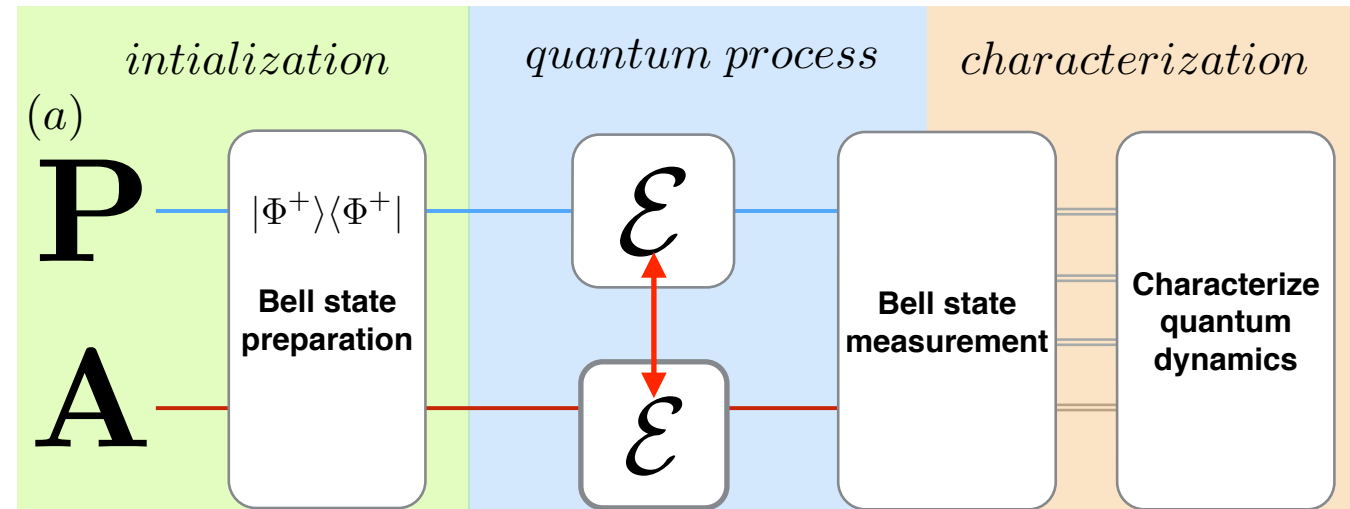 intialization
quantum process
characterization
(a)
P
|Φ⁺⟩⟨Φ⁺|
Bell state
preparation
ℰ
Bell state
measurement
Characterize
quantum
dynamics
A
ℰ